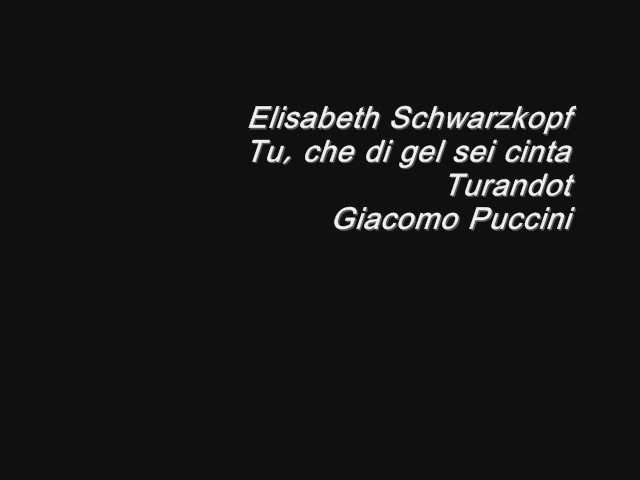 Elisabeth Schwarzkopf
Tu, che di gel sei cinta
Turandot
Giacomo Puccini